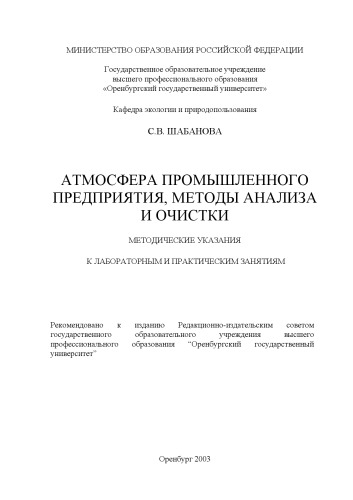 МИНИСТЕРСТВО ОБРАЗОВАНИЯ РОССИЙСКОЙ ФЕДЕРАЦИИ
Государственное образовательное учреждение
высшего профессионального образования
«Оренбургский государственный университет»
Кафедра экологии и природопользования
С.В. ШАБАНОВА
АТМОСФЕРА ПРОМЫШЛЕННОГО
ПРЕДПРИЯТИЯ, МЕТОДЫ АНАЛИЗА
И ОЧИСТКИ
МЕТОДИЧЕСКИЕ УКАЗАНИЯ
К ЛАБОРАТОРНЫМ И ПРАКТИЧЕСКИМ ЗАНЯТИЯМ
Рекомендовано к изданию Редакционно-издательским советом
государственного образовательного учреждения высшего
профессионального образования "Оренбургский государственный
университет"
Оренбург 2003